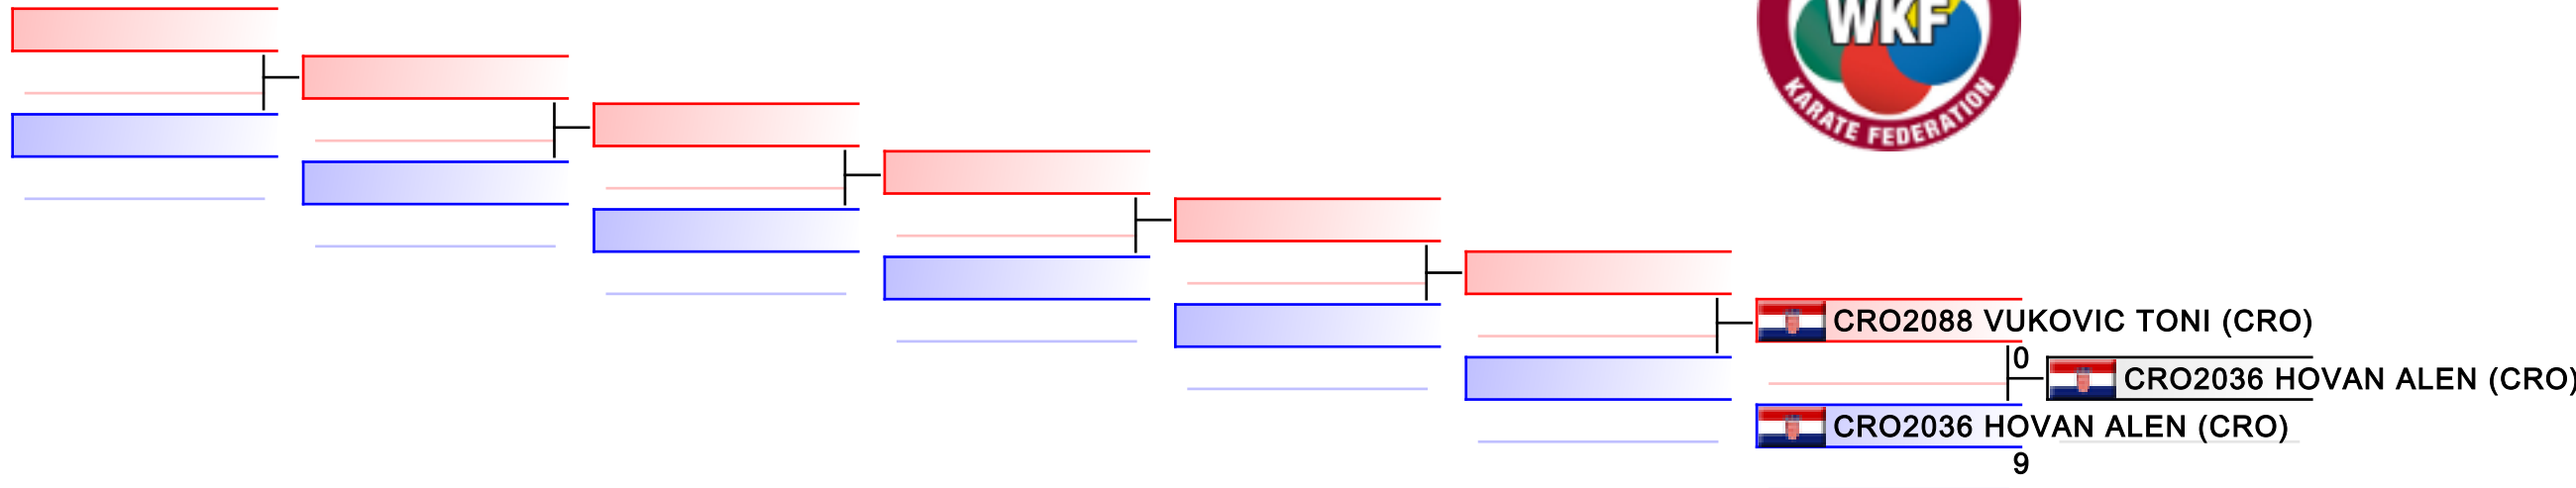 WKF
KARATE FEDERATION
CRO2088 VUKOVIC TONI (CRO)
0
CRO2036 HOVAN ALEN (CRO)
CRO2036 HOVAN ALEN (CRO)
9